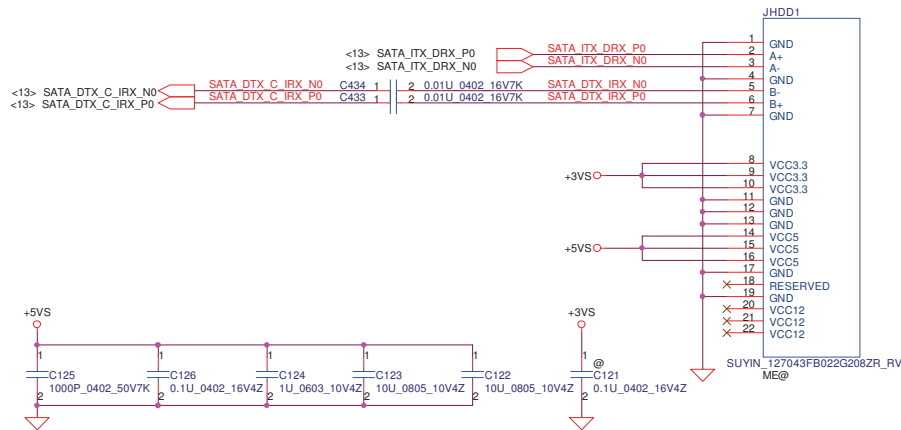 JHDD1
1 GND
<13> SATA_ITX_DRX_P0 SATA_ITX_DRX_P0 2 A+
<13> SATA_ITX_DRX_N0 SATA_ITX_DRX_N0 3 A-
4 GND
<13> SATA_DTX_C_IRX_N0 SATA_DTX_C_IRX_N0 C434 1 2 0.01U_0402_16V7K SATA_DTX_IRX_N0 5 B-
<13> SATA_DTX_C_IRX_P0 SATA_DTX_C_IRX_P0 C433 1 2 0.01U_0402_16V7K SATA_DTX_IRX_P0 6 B+
7 GND
8 VCC3.3
+3VS 9 VCC3.3
10 VCC3.3
11 GND
12 GND
13 GND
14 VCC5
+5VS 15 VCC5
16 VCC5
17 GND
18 RESERVED
19 GND
20 VCC12
21 VCC12
22 VCC12
SUYIN_127043FB022G208ZR_RV
ME@
+5VS +3VS
1 1 1 1 1 1 @
C125 C126 C124 C123 C122 C121
1000P_0402_50V7K 0.1U_0402_16V4Z 1U_0603_10V4Z 10U_0805_10V4Z 10U_0805_10V4Z 0.1U_0402_16V4Z
2 2 2 2 2 2